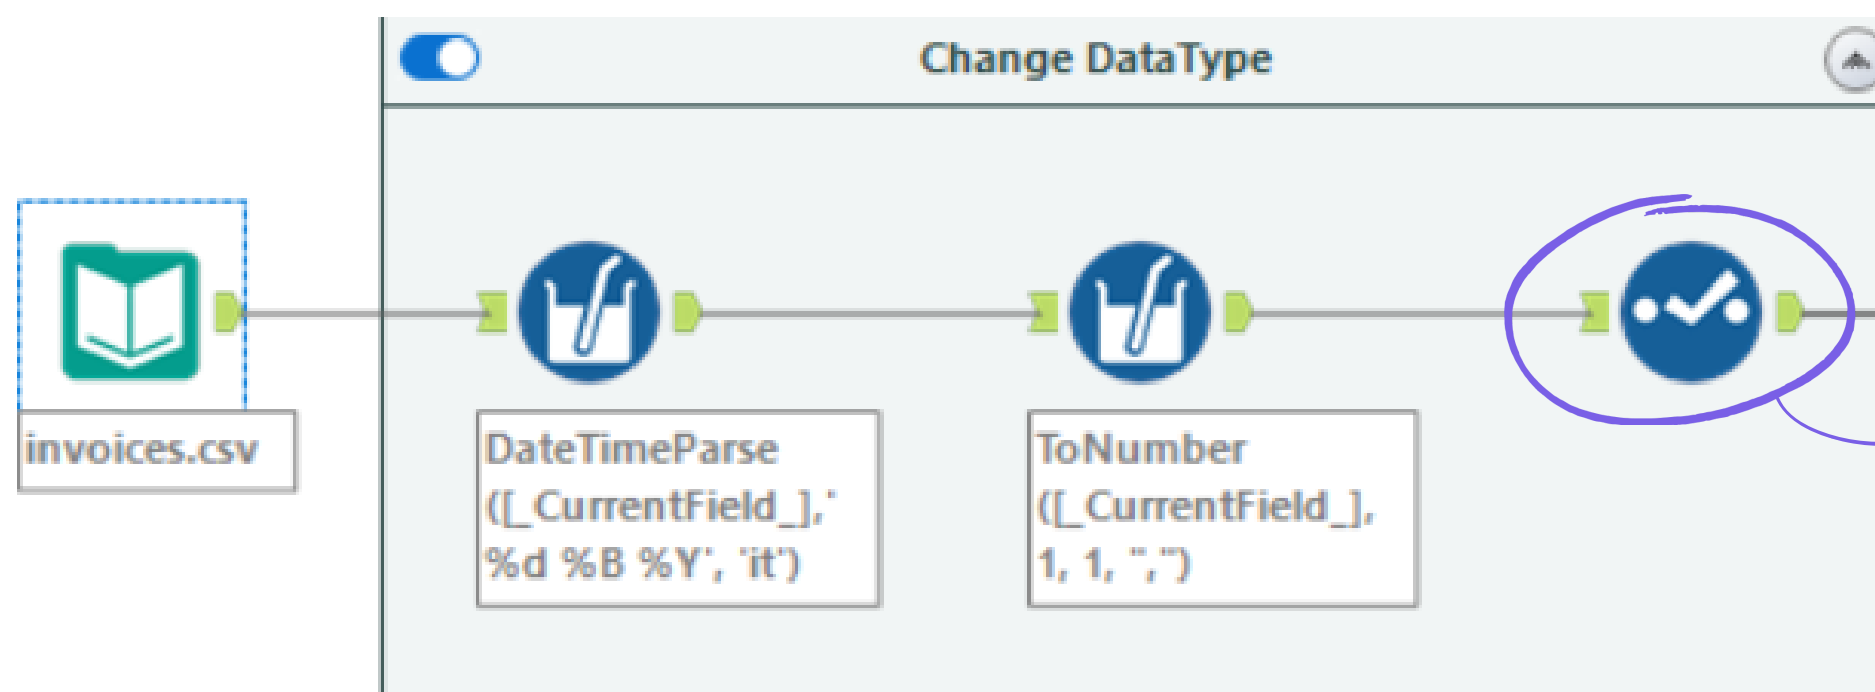 Change DataType
invoices.csv
DateTimeParse
([_CurrentField_],'
%d %B %Y', 'it')
ToNumber
([_CurrentField_],
1, 1, ",")